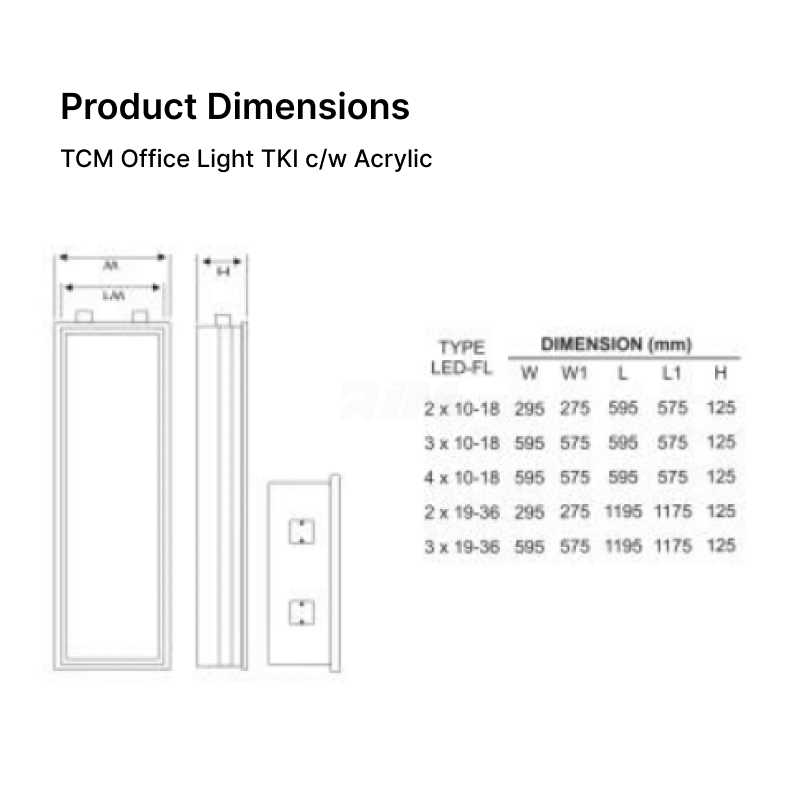 Product Dimensions
TCM Office Light TKI c/w Acrylic
W
W1
H
TYPE
LED-FL
DIMENSION (mm)
W W1 L L1 H
2 x 10-18 295 275 595 575 125
3 x 10-18 595 575 595 575 125
4 x 10-18 595 575 595 575 125
2 x 19-36 295 275 1195 1175 125
3 x 19-36 595 575 1195 1175 125